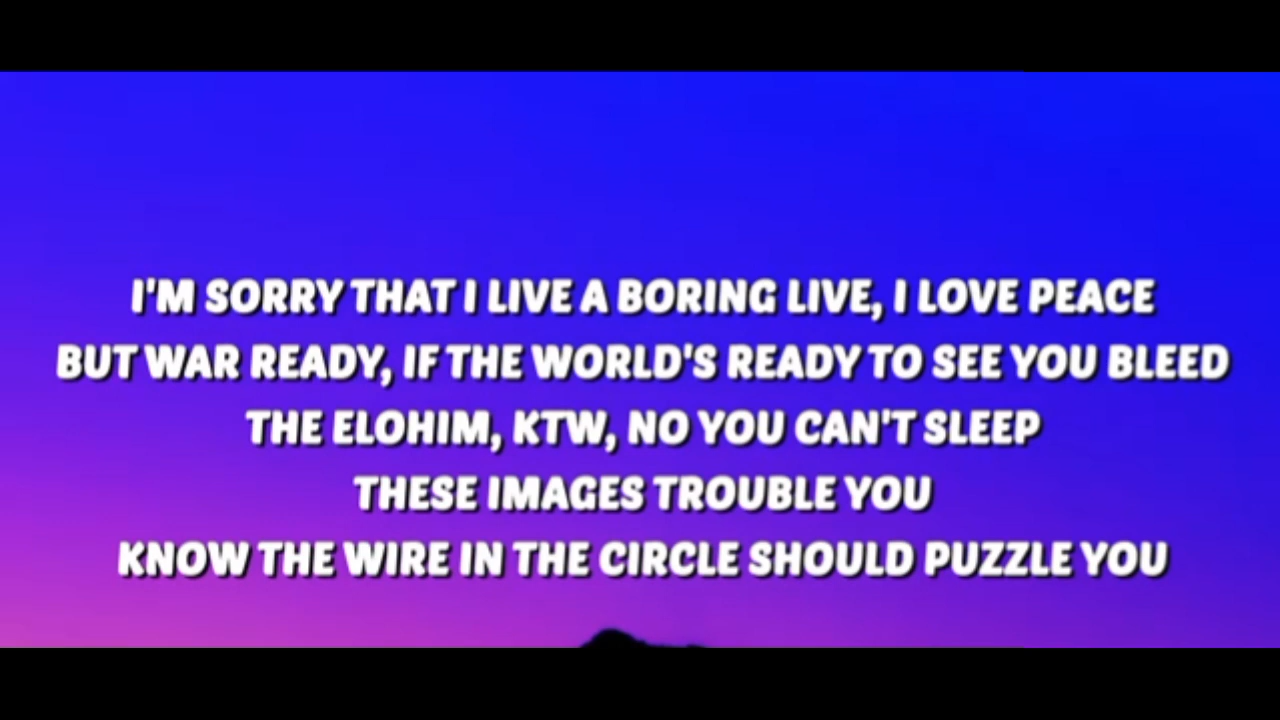 I'M SORRY THAT I LIVE A BORING LIVE, I LOVE PEACE
BUT WAR READY, IF THE WORLD'S READY TO SEE YOU BLEED
THE ELOHIM, KTW, NO YOU CAN'T SLEEP
THESE IMAGES TROUBLE YOU
KNOW THE WIRE IN THE CIRCLE SHOULD PUZZLE YOU